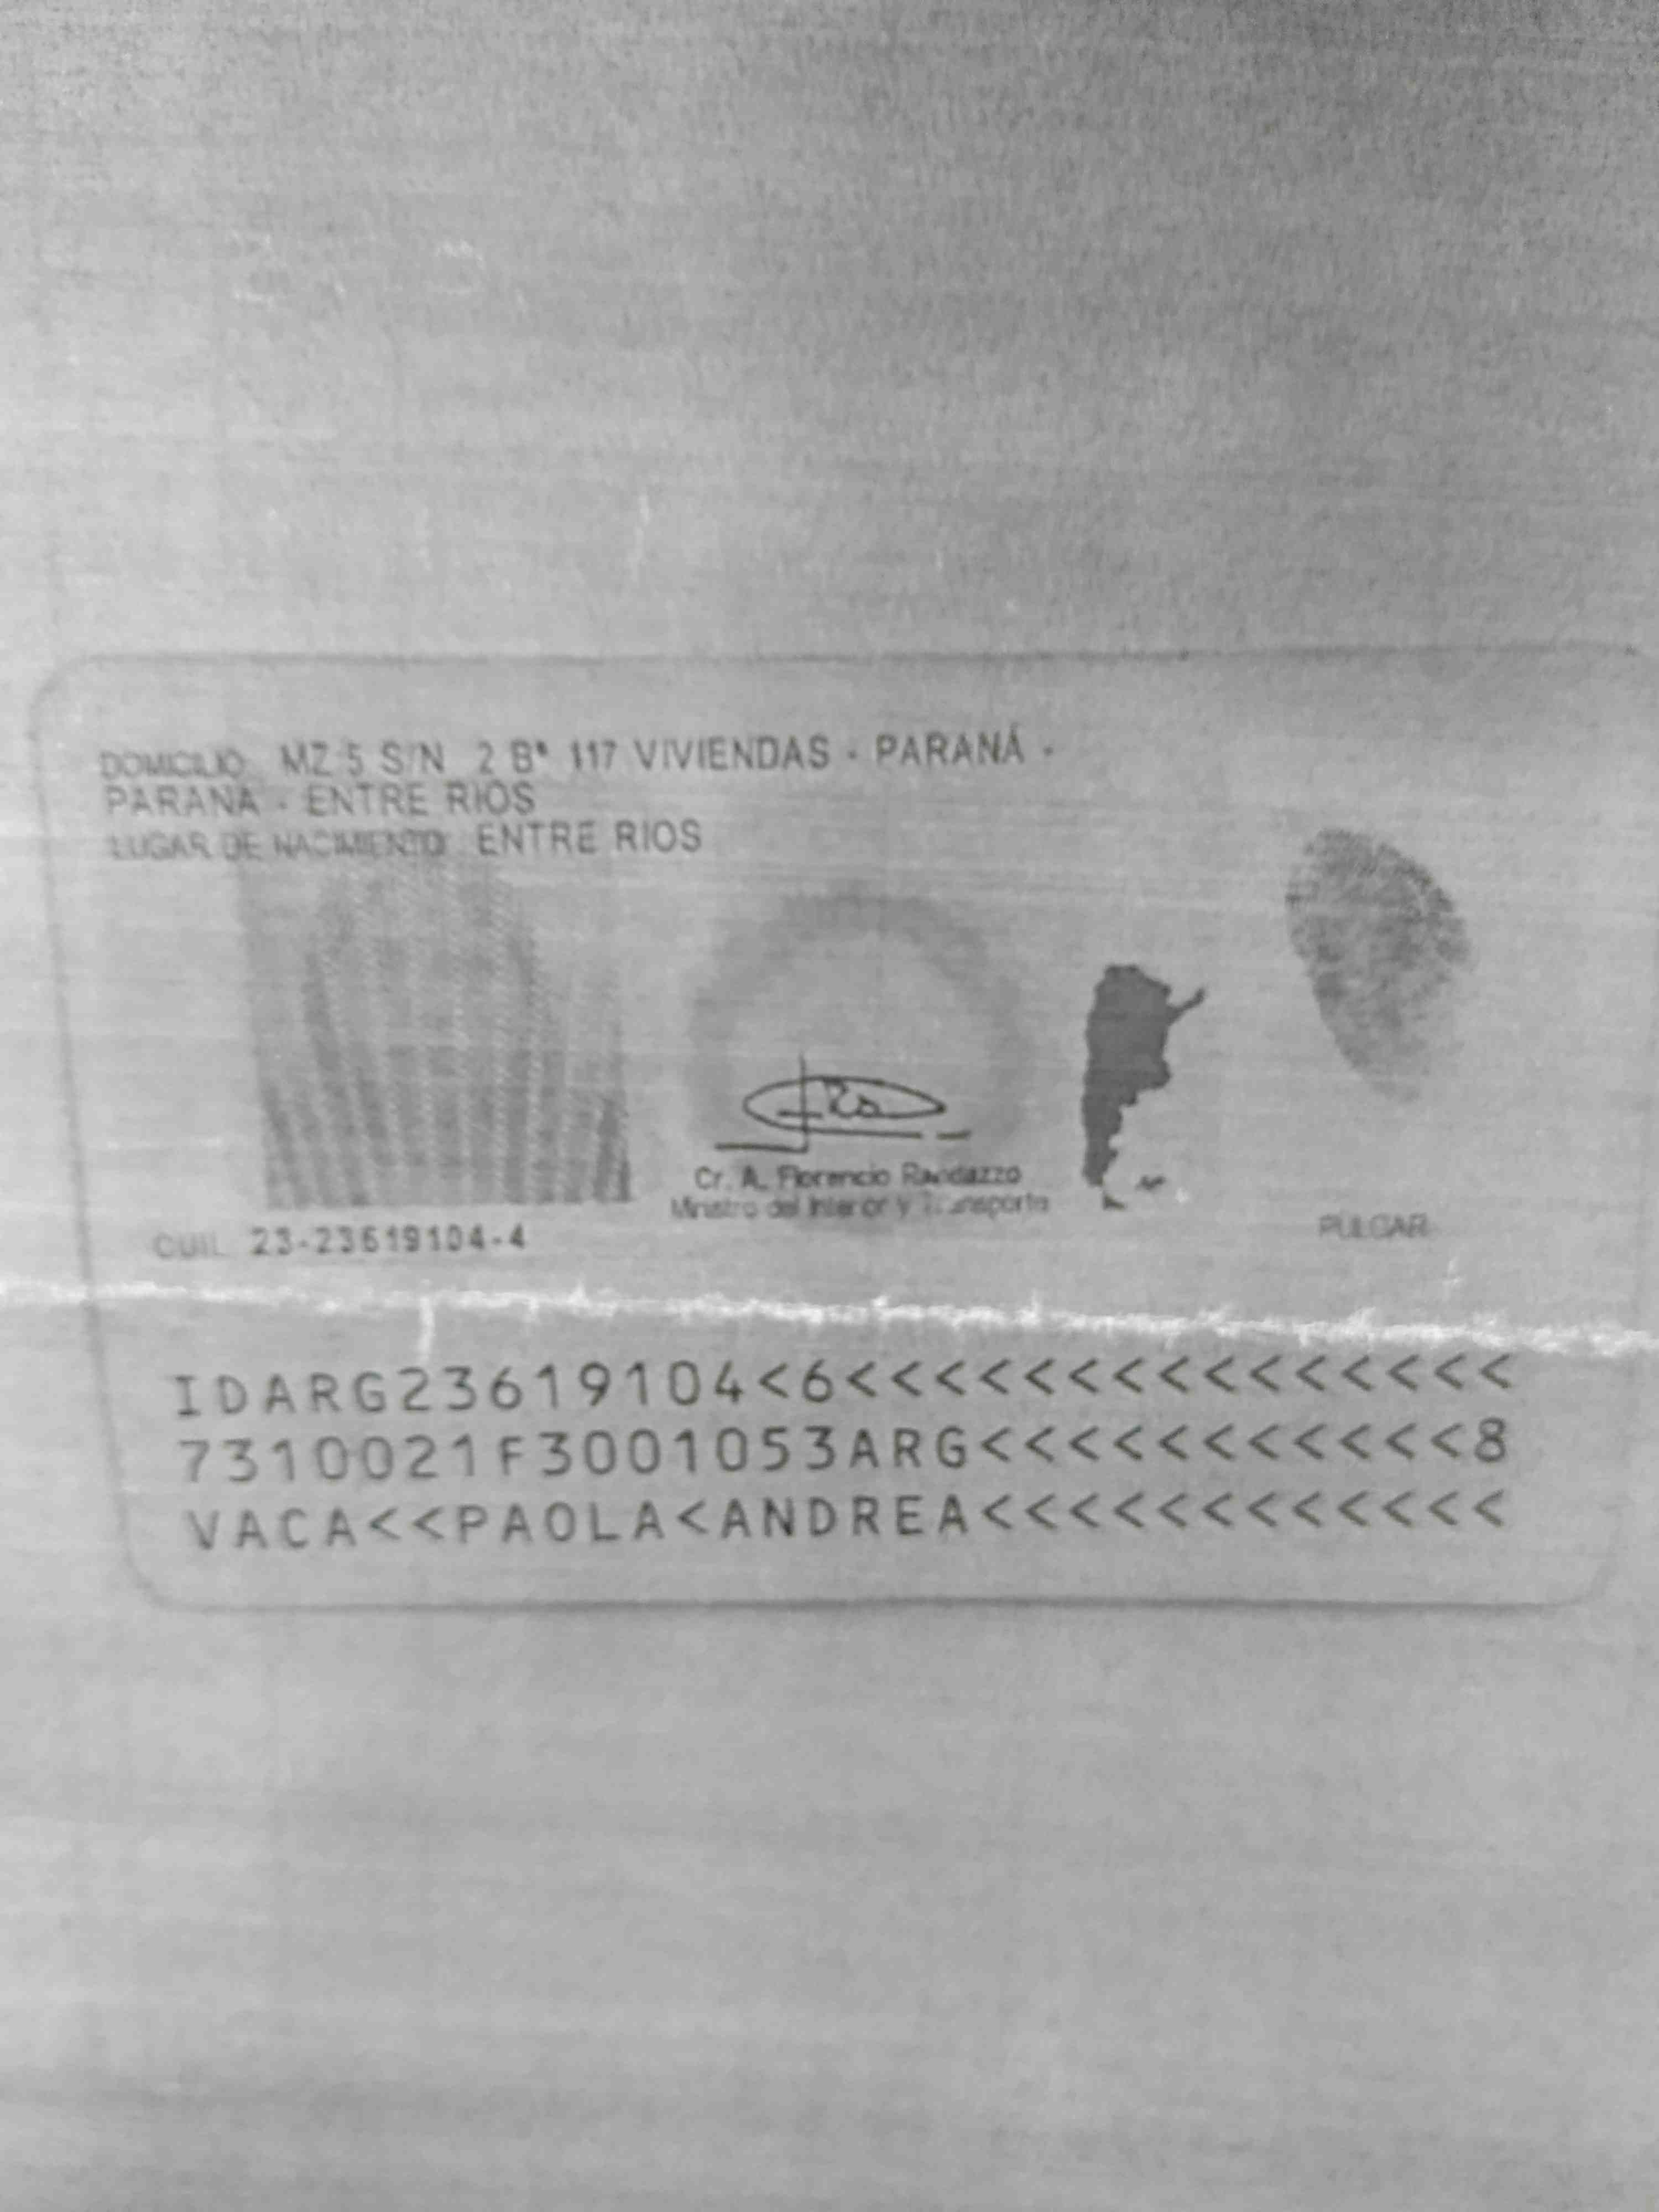 DOMICILIO: MZ 5 S/N 2 B° 117 VIVIENDAS - PARANÁ -
PARANA - ENTRE RIOS
LUGAR DE NACIMIENTO: ENTRE RIOS
Cr. A. Florencio Randazzo
Ministro del Interior y Transporte
PULGAR
CUIL: 23-23619104-4
IDARG23619104<6<<<<<<<<<<<<<<<
7310021F3001053ARG<<<<<<<<<<<8
VACA<<PAOLA<ANDREA<<<<<<<<<<<<